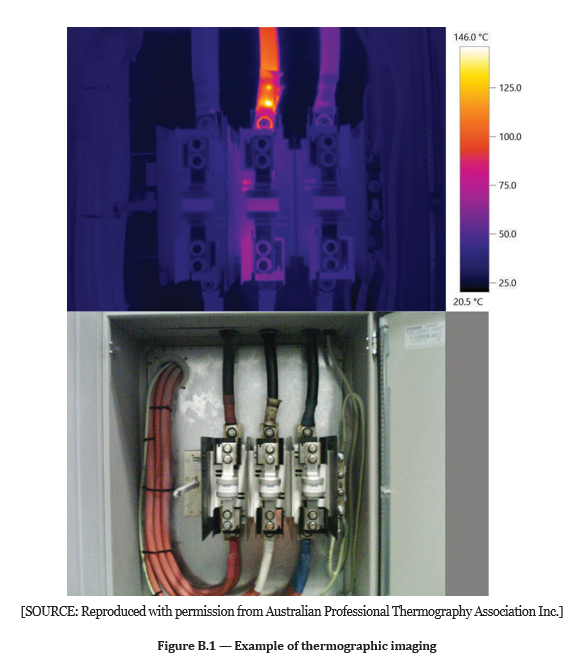 146.0 °C
125.0
100.0
75.0
50.0
25.0
20.5 °C
[SOURCE: Reproduced with permission from Australian Professional Thermography Association Inc.]
Figure B.1 — Example of thermographic imaging